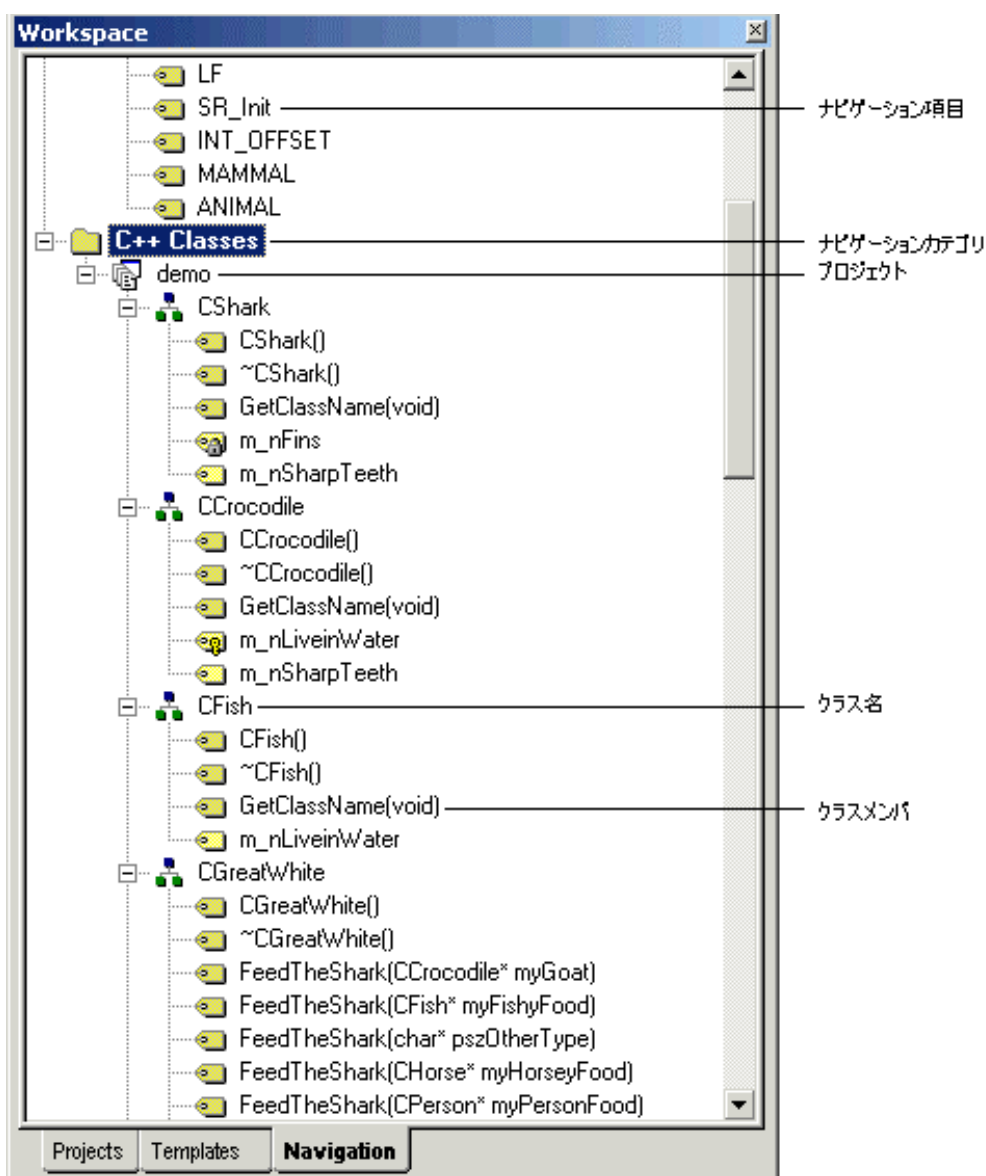 Workspace
LF
SR_Init
ナビゲーション項目
INT_OFFSET
MAMMAL
ANIMAL
C++ Classes
ナビゲーションカテゴリ
demo
プロジェクト
CShark
CShark()
~CShark()
GetClassName(void)
m_nFins
m_nSharpTeeth
CCrocodile
CCrocodile()
~CCrocodile()
GetClassName(void)
m_nLiveinWater
m_nSharpTeeth
CFish
クラス名
CFish()
~CFish()
GetClassName(void)
クラスメンバ
m_nLiveinWater
CGreatWhite
CGreatWhite()
~CGreatWhite()
FeedTheShark(CCrocodile* myGoat)
FeedTheShark(CFish* myFishyFood)
FeedTheShark(char* pszOtherType)
FeedTheShark(CHorse* myHorseyFood)
FeedTheShark(CPerson* myPersonFood)
Projects Templates Navigation